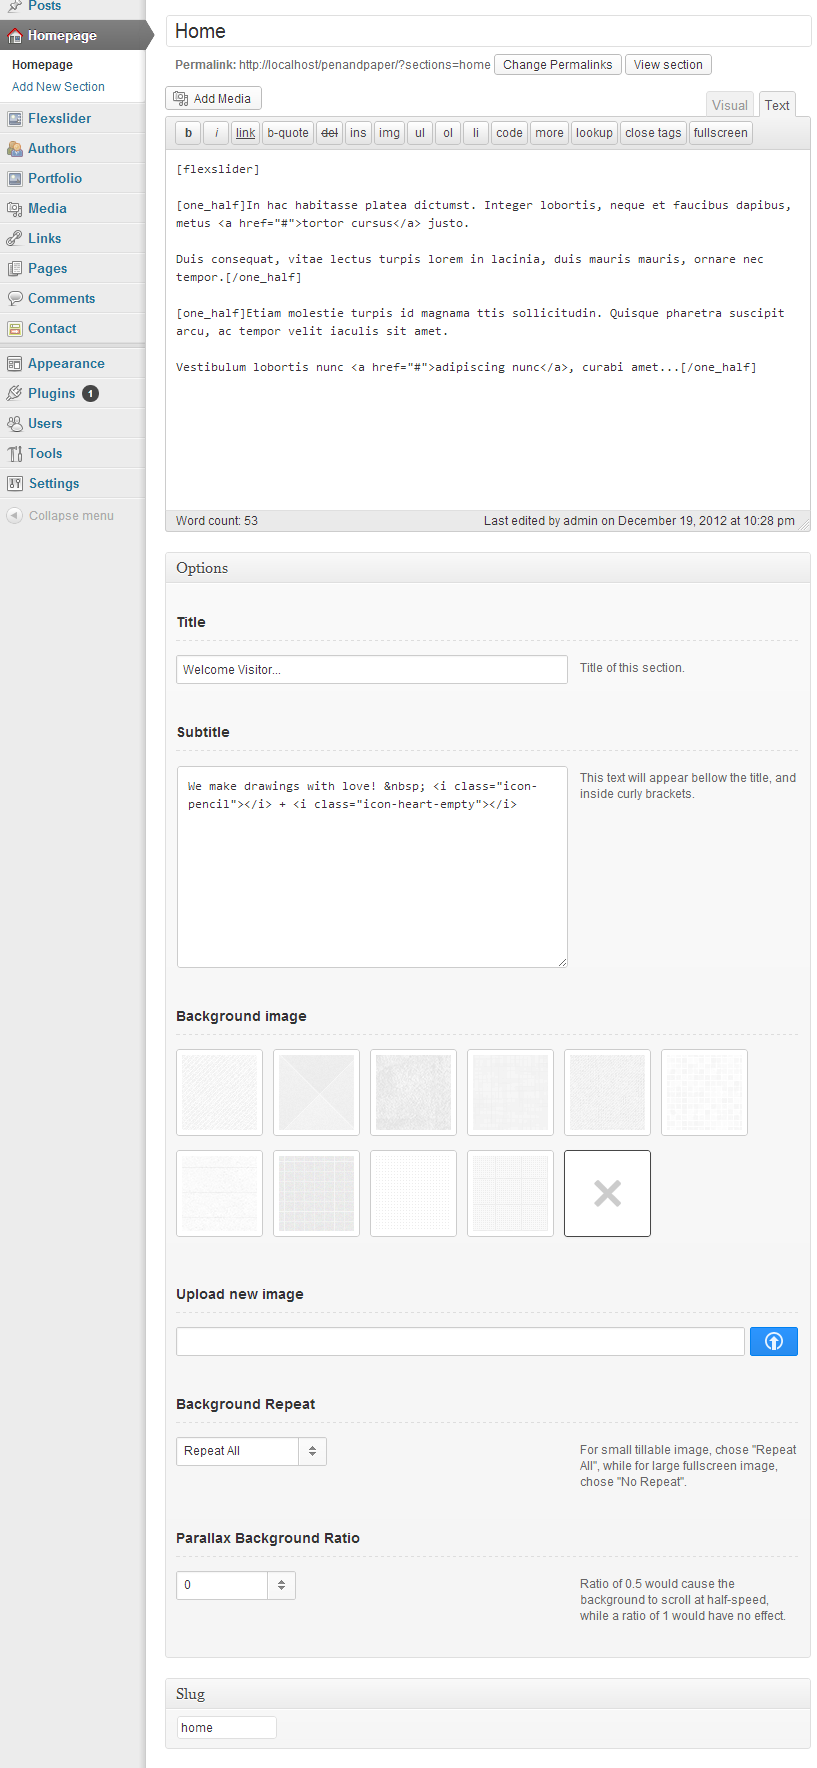 Posts
Homepage
Homepage
Add New Section
Flexslider
Authors
Portfolio
Media
Links
Pages
Comments
Contact
Appearance
Plugins 1
Users
Tools
Settings
Collapse menu
Home
Permalink: http://localhost/penandpaper/?sections=home Change Permalinks View section
Add Media
Visual Text
b i link b-quote del ins img ul ol li code more lookup close tags fullscreen
[flexslider]
[one_half]In hac habitasse platea dictumst. Integer lobortis, neque et faucibus dapibus,
metus <a href="#">tortor cursus</a> justo.
Duis consequat, vitae lectus turpis lorem in lacinia, duis mauris mauris, ornare nec
tempor.[/one_half]
[one_half]Etiam molestie turpis id magnama ttis sollicitudin. Quisque pharetra suscipit
arcu, ac tempor velit iaculis sit amet.
Vestibulum lobortis nunc <a href="#">adipiscing nunc</a>, curabi amet...[/one_half]
Word count: 53 Last edited by admin on December 19, 2012 at 10:28 pm
Options
Title
Welcome Visitor...
Title of this section.
Subtitle
We make drawings with love! &nbsp; <i class="icon-
pencil"></i> + <i class="icon-heart-empty"></i>
This text will appear bellow the title, and
inside curly brackets.
Background image
Upload new image
Background Repeat
Repeat All
For small tillable image, chose "Repeat
All", while for large fullscreen image,
chose "No Repeat".
Parallax Background Ratio
0
Ratio of 0.5 would cause the
background to scroll at half-speed,
while a ratio of 1 would have no effect.
Slug
home